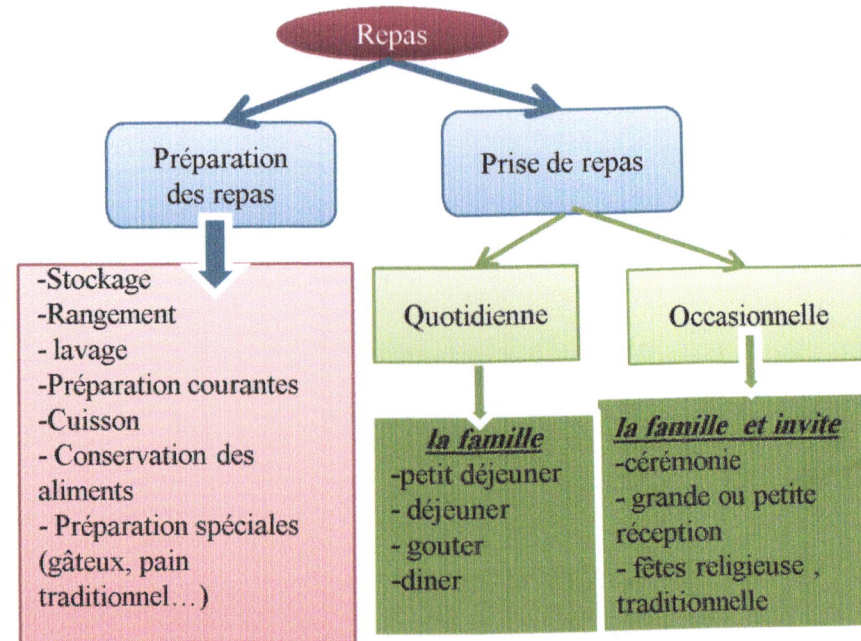 Repas
Préparation
des repas
Prise de repas
-Stockage
-Rangement
- lavage
-Préparation courantes
-Cuisson
- Conservation des
aliments
- Préparation spéciales
(gâteux, pain
traditionnel…)
Quotidienne
Occasionnelle
la famille
-petit déjeuner
- déjeuner
- gouter
-diner
la famille et invite
-cérémonie
- grande ou petite
réception
- fêtes religieuse ,
traditionnelle